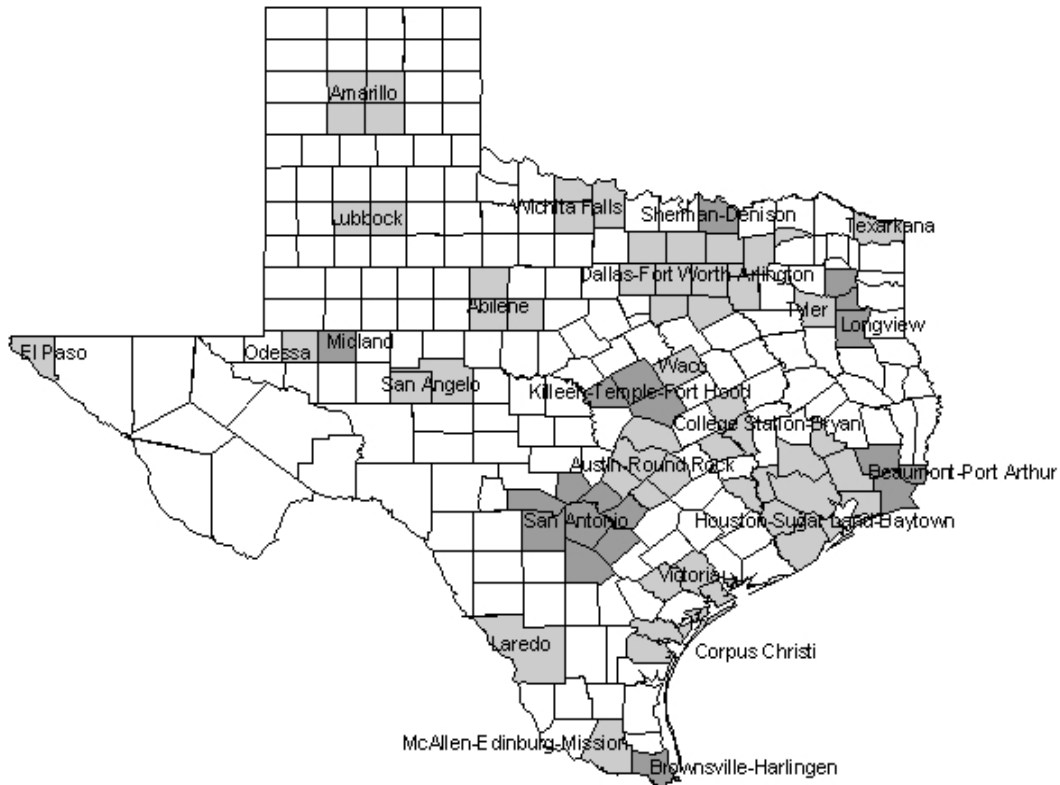 Amarillo
Lubbock
Wichita Falls
Sherman-Denison
Texarkana
Dallas-Fort Worth-Arlington
Abilene
Tyler
Longview
El Paso
Odessa
Midland
San Angelo
Waco
Killeen-Temple-Fort Hood
College Station-Bryan
Austin-Round Rock
Beaumont-Port Arthur
San Antonio
Houston-Sugar Land-Baytown
Victoria
Laredo
Corpus Christi
McAllen-Edinburg-Mission
Brownsville-Harlingen